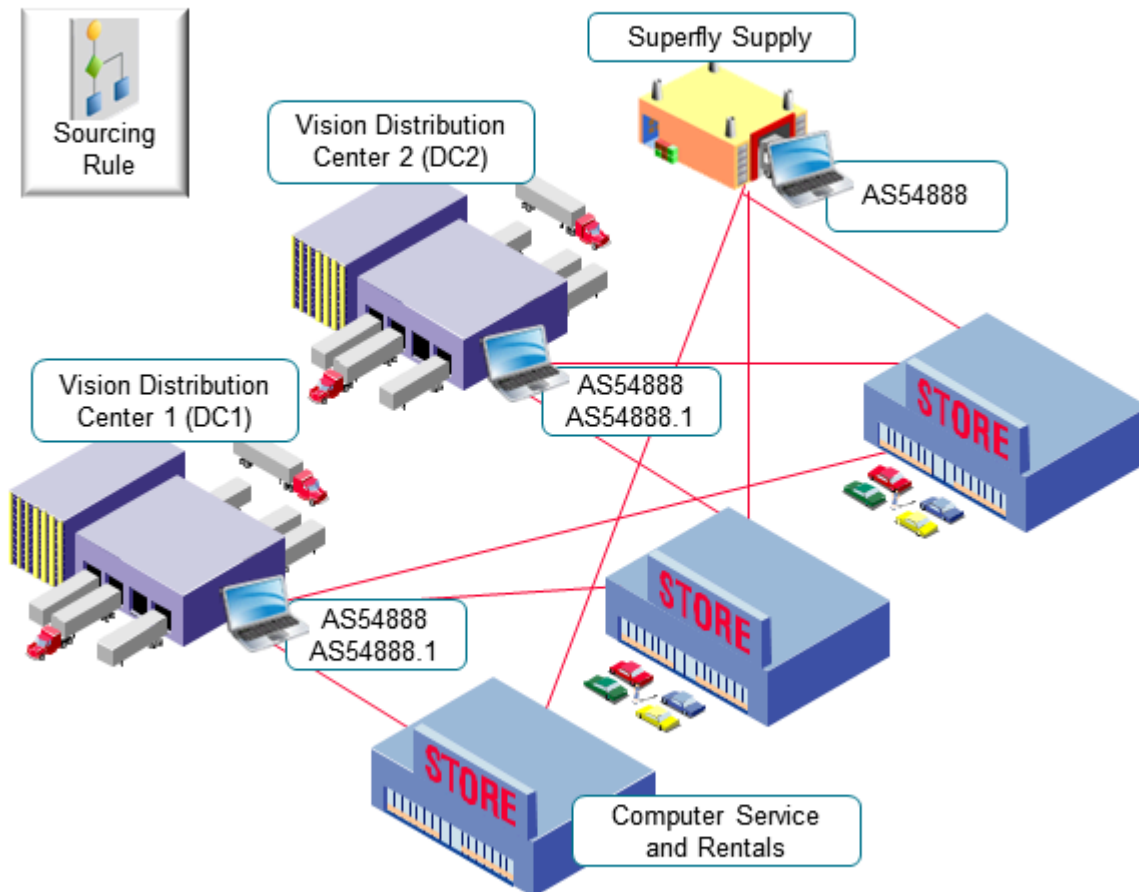 Sourcing
Rule
Superfly Supply
Vision Distribution
Center 2 (DC2)
AS54888
Vision Distribution
Center 1 (DC1)
AS54888
AS54888.1
STORE
AS54888
AS54888.1
STORE
STORE
Computer Service
and Rentals